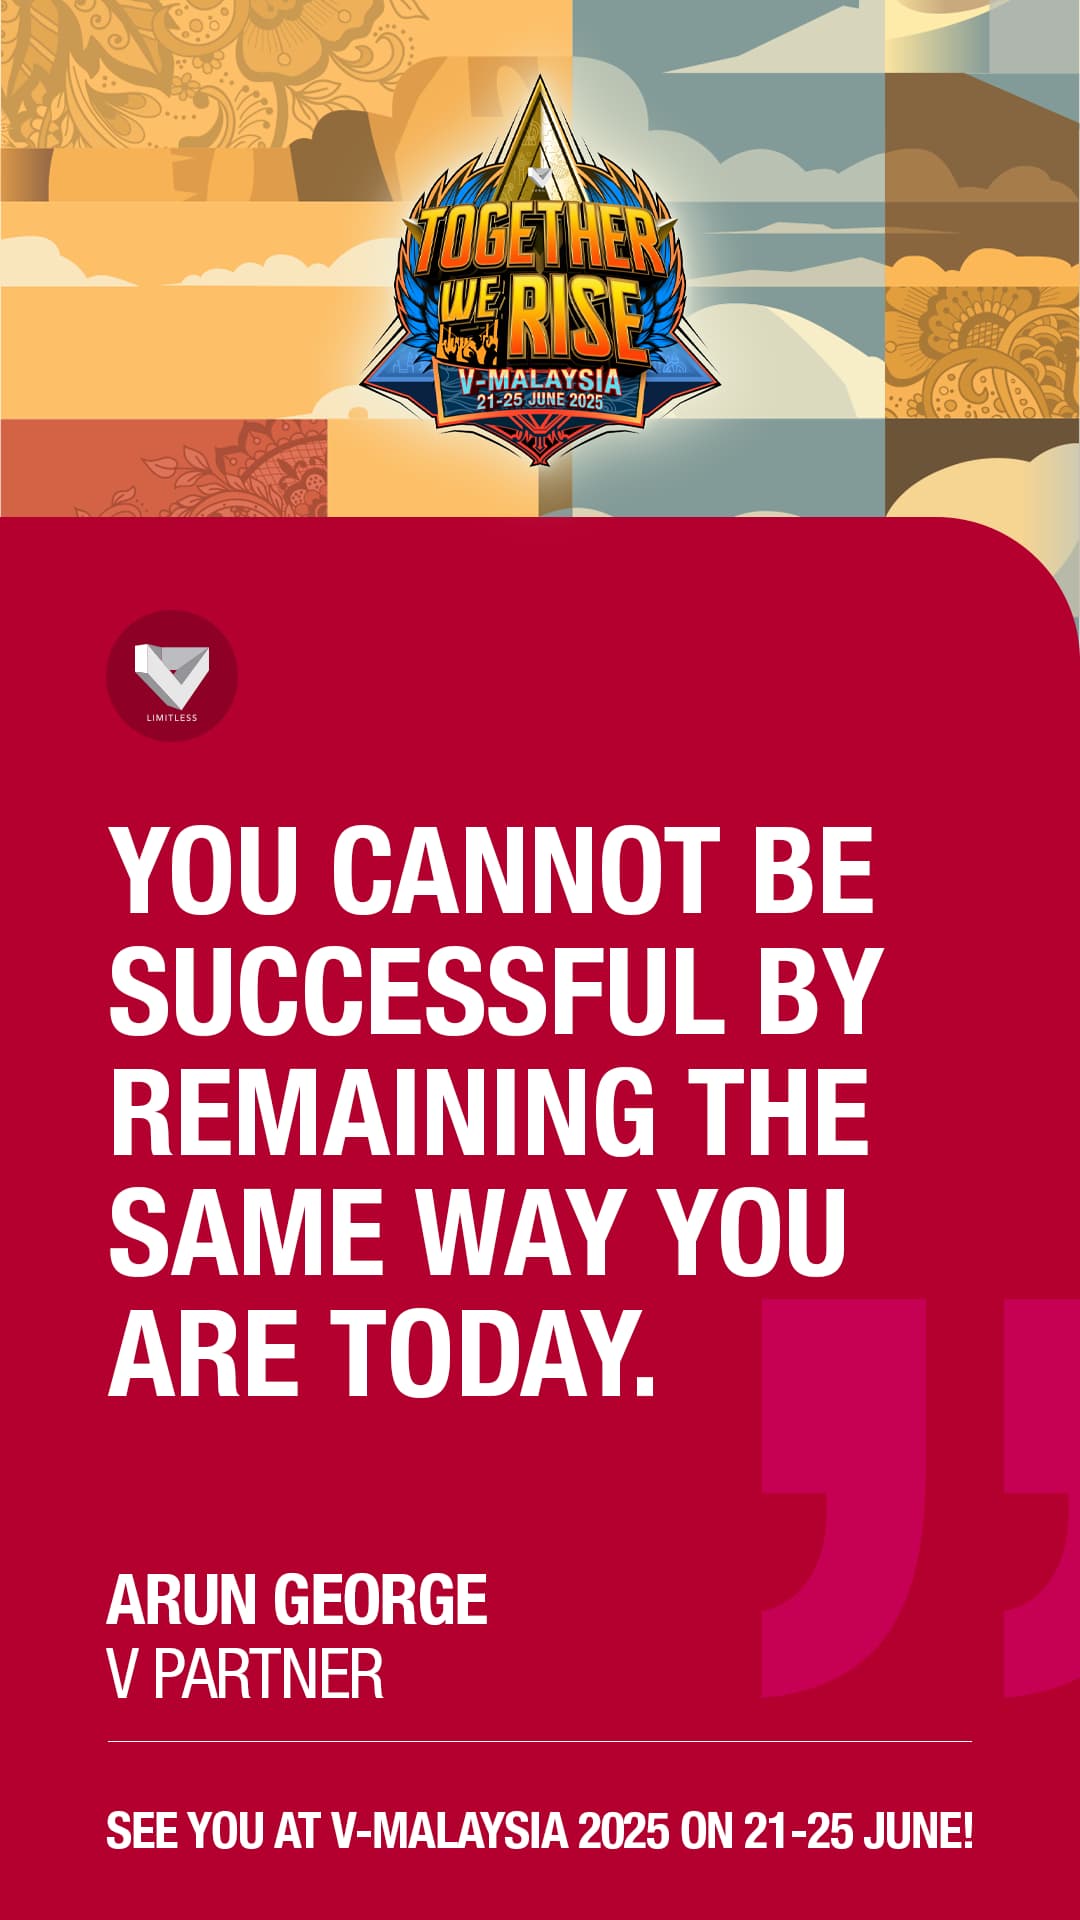 TOGETHER
WE RISE
V-MALAYSIA
21-25 JUNE 2025
LIMITLESS
YOU CANNOT BE
SUCCESSFUL BY
REMAINING THE
SAME WAY YOU
ARE TODAY.
ARUN GEORGE
V PARTNER
SEE YOU AT V-MALAYSIA 2025 ON 21-25 JUNE!